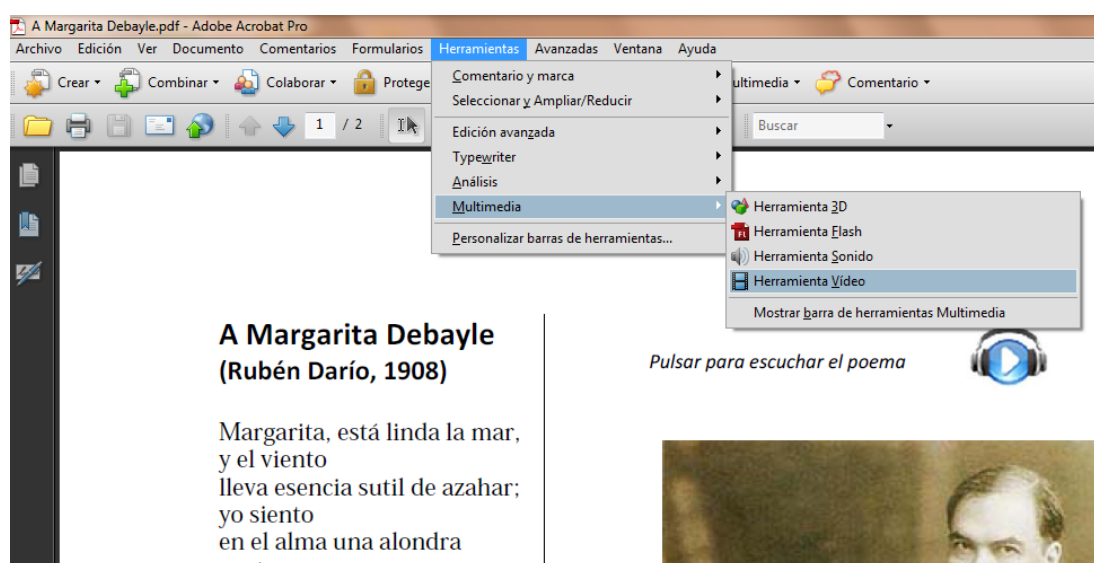 A Margarita Debayle.pdf - Adobe Acrobat Pro
Archivo Edición Ver Documento Comentarios Formularios Herramientas Avanzadas Ventana Ayuda
Crear Combinar Colaborar Protege ultimedia Comentario
1 / 2 Buscar
Comentario y marca
Seleccionar y Ampliar/Reducir
Edición avanzada
Typewriter
Análisis
Multimedia
Personalizar barras de herramientas...
Herramienta 3D
Herramienta Flash
Herramienta Sonido
Herramienta Vídeo
Mostrar barra de herramientas Multimedia
A Margarita Debayle
(Rubén Darío, 1908)
Pulsar para escuchar el poema
Margarita, está linda la mar,
y el viento
lleva esencia sutil de azahar;
yo siento
en el alma una alondra